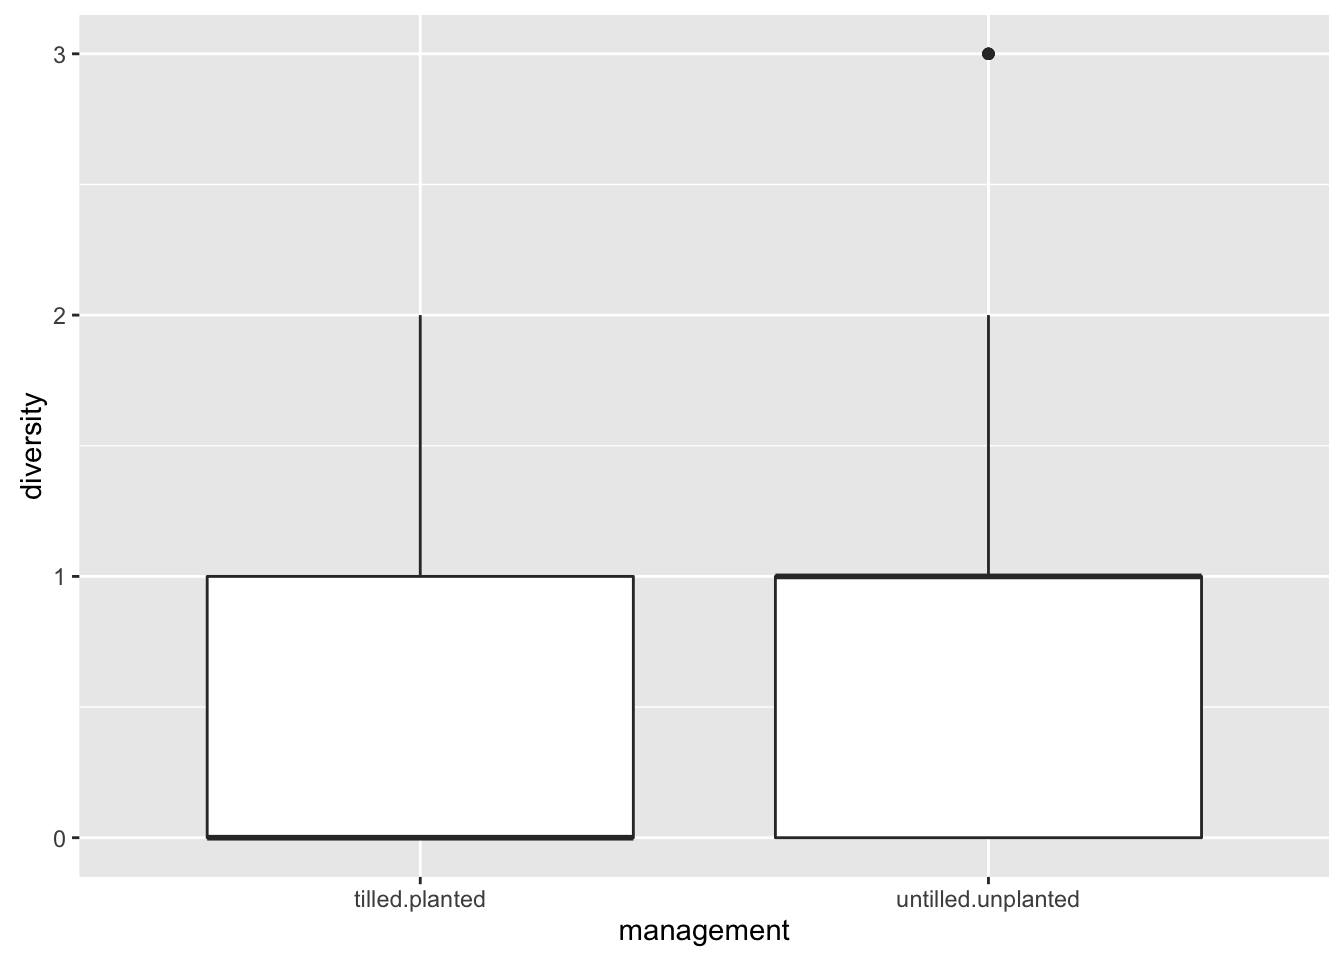 3
2
1
0
diversity
tilled.planted
untilled.unplanted
management